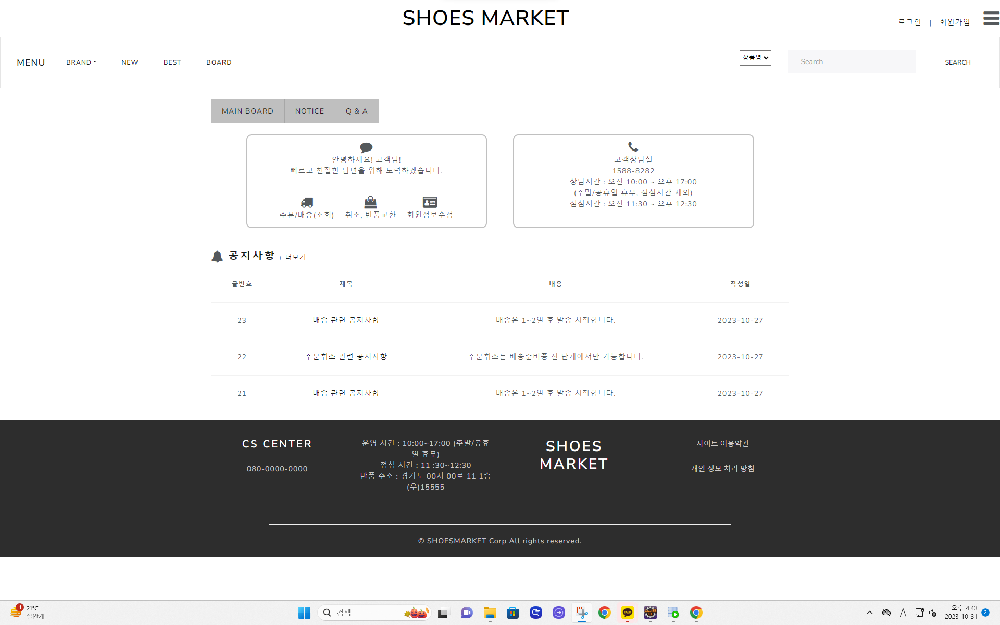 SHOES MARKET
로그인 | 회원가입
MENU BRAND NEW BEST BOARD 상품명 Search SEARCH
MAIN BOARD NOTICE Q & A
안녕하세요! 고객님!
빠르고 친절한 답변을 위해 노력하겠습니다.
주문/배송(조회) 취소, 반품교환 회원정보수정
고객상담실
1588-8282
상담시간 : 오전 10:00 ~ 오후 17:00
(주말/공휴일 휴무, 점심시간 제외)
점심시간 : 오전 11:30 ~ 오후 12:30
공지사항 + 더보기
글번호 제목 내용 작성일
23 배송 관련 공지사항 배송은 1~2일 후 발송 시작합니다. 2023-10-27
22 주문취소 관련 공지사항 주문취소는 배송준비중 전 단계에서만 가능합니다. 2023-10-27
21 배송 관련 공지사항 배송은 1~2일 후 발송 시작합니다. 2023-10-27
CS CENTER
080-0000-0000
운영 시간 : 10:00~17:00 (주말/공휴
일 휴무)
점심 시간 : 11 :30~12:30
반품 주소 : 경기도 00시 00로 11 1층
(우)15555
SHOES
MARKET
사이트 이용약관
개인 정보 처리 방침
© SHOESMARKET Corp All rights reserved.
1
21°C
실안개
검색
TALK
Java EE
IDE
A
오후 4:43
2023-10-31
2